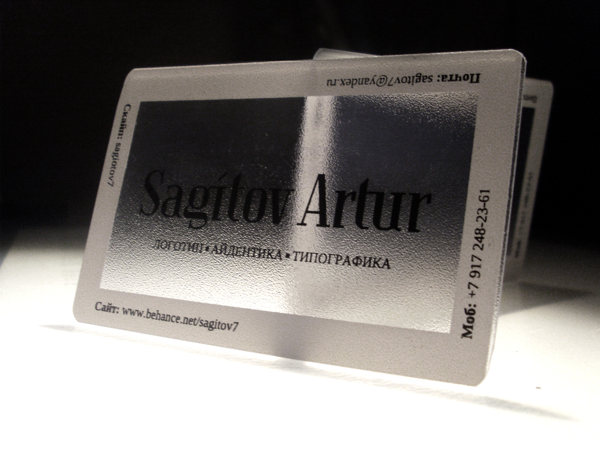 Почта: sagitov7@yandex.ru
Скайп: sagiotov7
Sagitov Artur
ЛОГОТИП • АЙДЕНТИКА • ТИПОГРАФИКА
Моб: +7 917 248-23-61
Сайт: www.behance.net/sagitov7